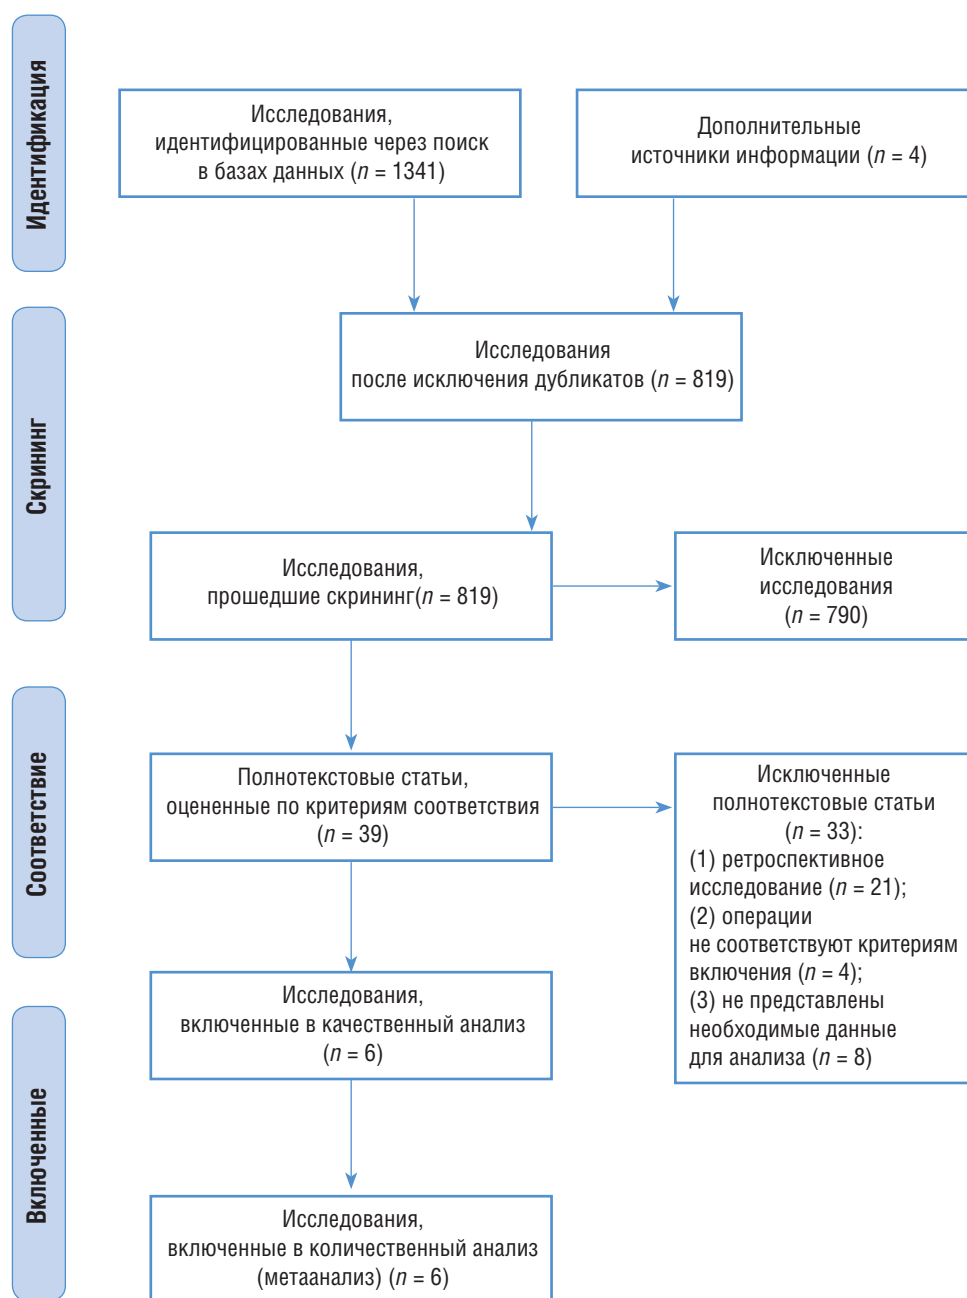 Идентификация
Исследования,
идентифицированные через поиск
в базах данных (n = 1341)
Дополнительные
источники информации (n = 4)
Скрининг
Исследования
после исключения дубликатов (n = 819)
Исследования,
прошедшие скрининг(n = 819)
Исключенные
исследования
(n = 790)
Соответствие
Полнотекстовые статьи,
оцененные по критериям соответствия
(n = 39)
Исключенные
полнотекстовые статьи
(n = 33):
(1) ретроспективное
исследование (n = 21);
(2) операции
не соответствуют критериям
включения (n = 4);
(3) не представлены
необходимые данные
для анализа (n = 8)
Включенные
Исследования,
включенные в качественный анализ
(n = 6)
Исследования,
включенные в количественный анализ
(метаанализ) (n = 6)